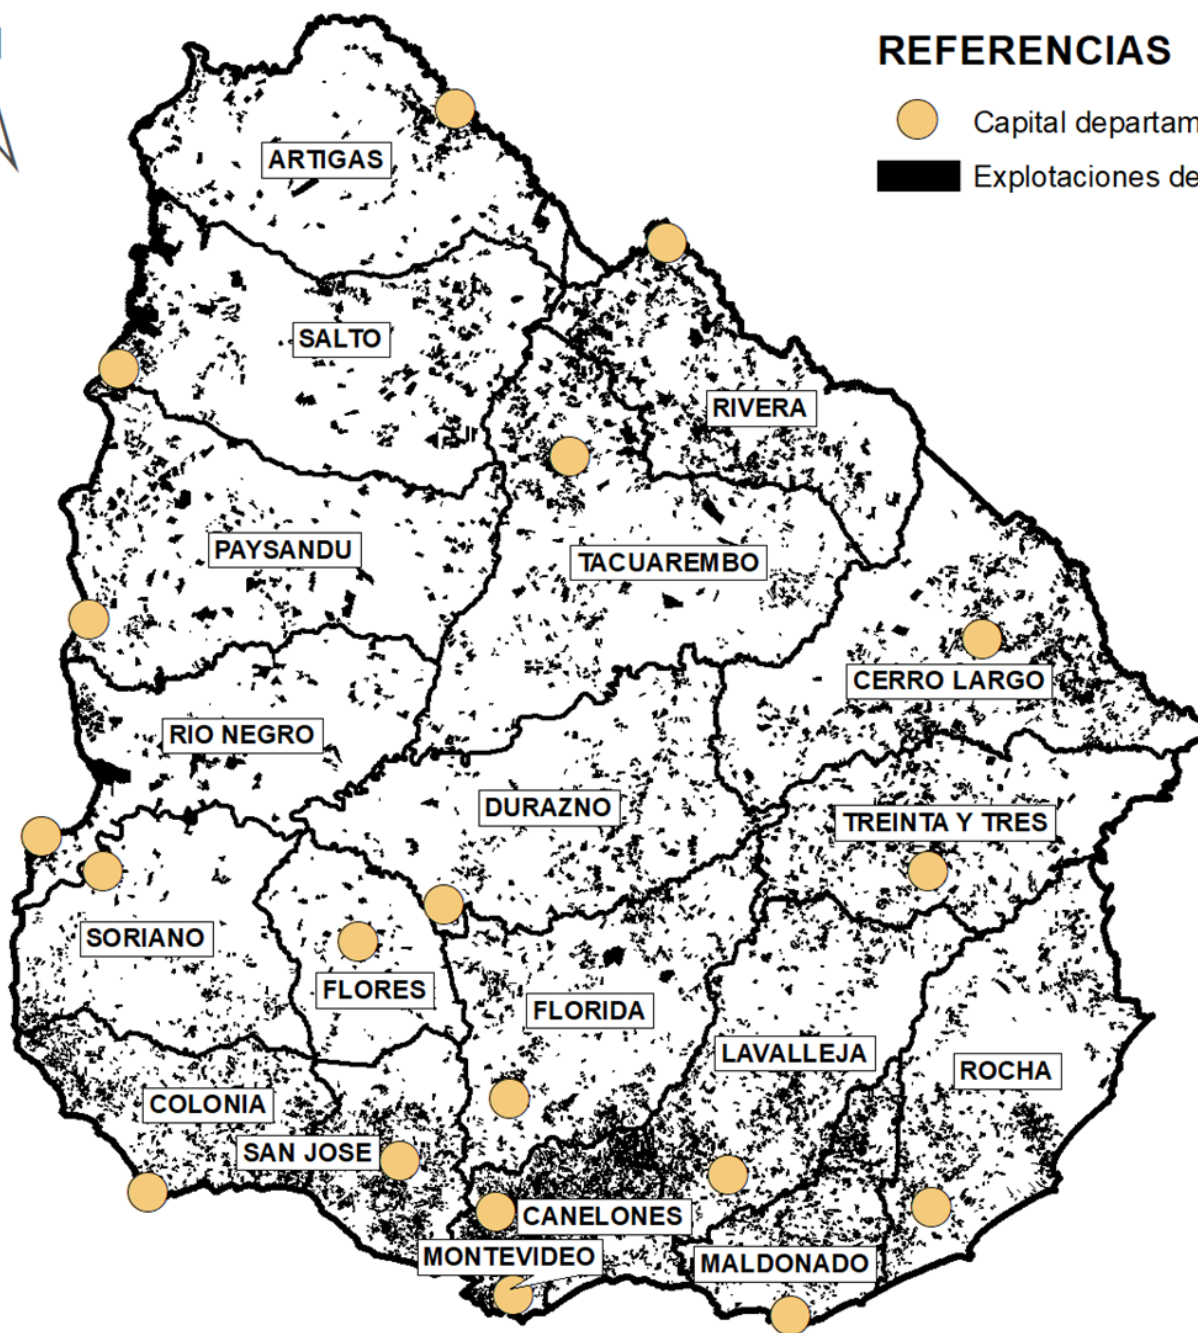 REFERENCIAS
Capital departam
Explotaciones de
ARTIGAS
SALTO
RIVERA
PAYSANDU
TACUAREMBO
CERRO LARGO
RIO NEGRO
DURAZNO
TREINTA Y TRES
SORIANO
FLORES
FLORIDA
LAVALLEJA
ROCHA
COLONIA
SAN JOSE
CANELONES
MONTEVIDEO
MALDONADO